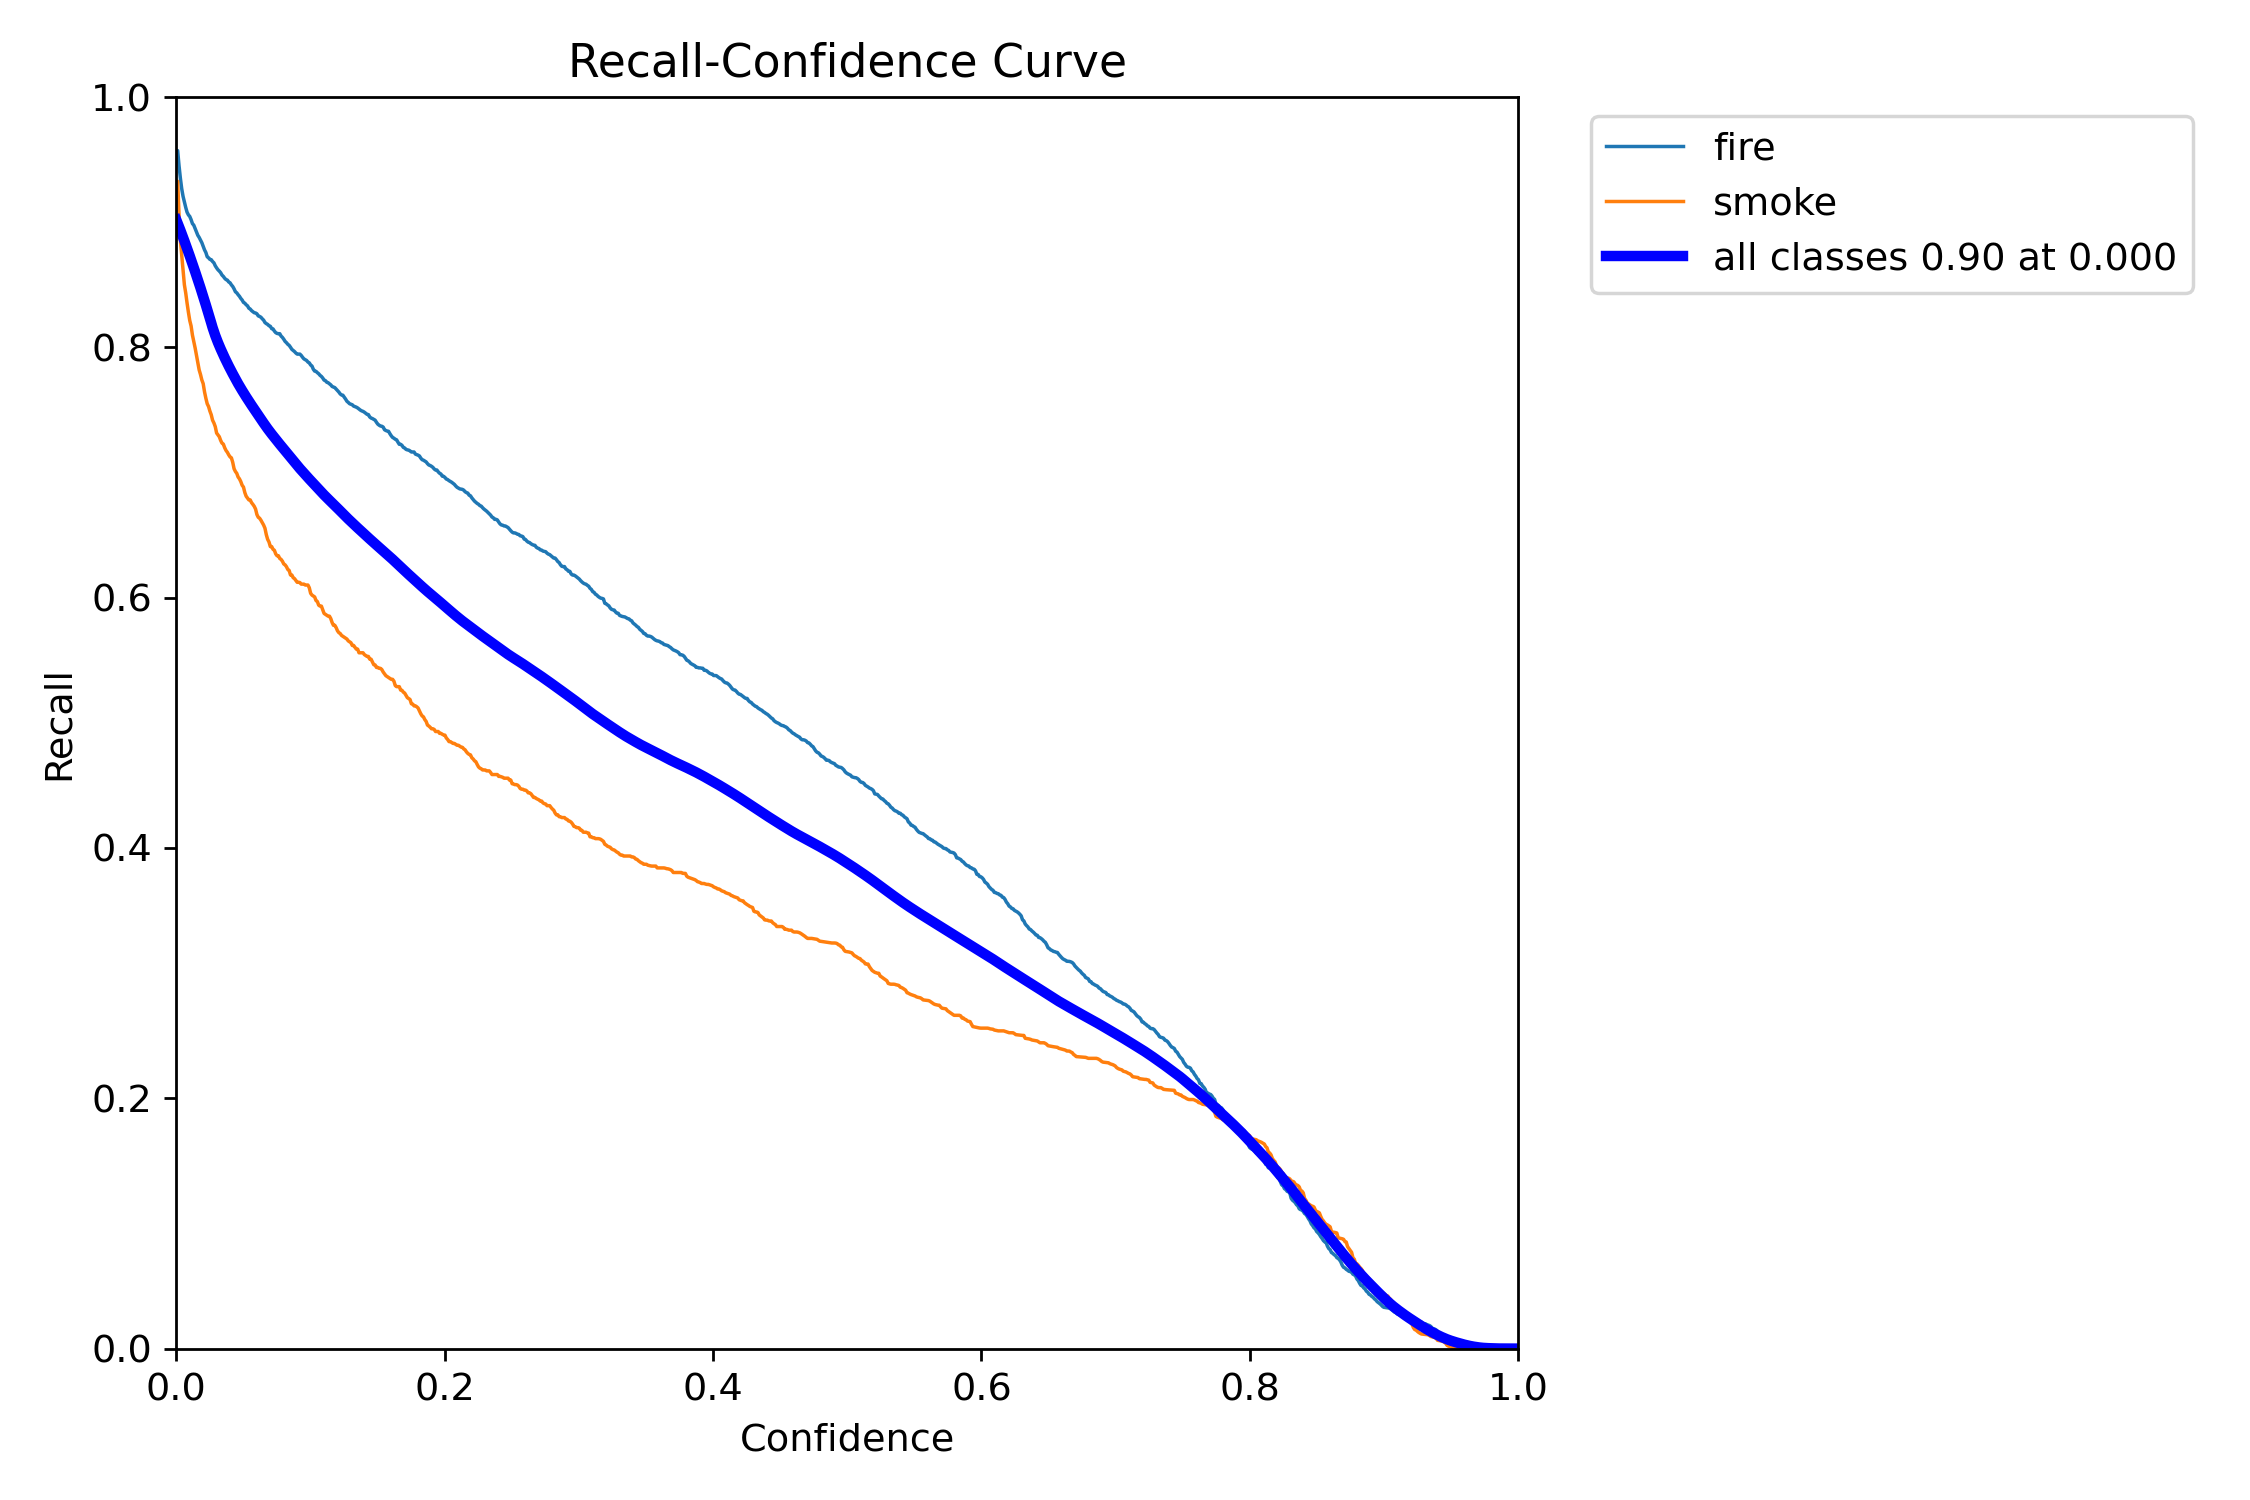 Recall-Confidence Curve
1.0
0.8
0.6
0.4
0.2
0.0
Recall
0.0 0.2 0.4 0.6 0.8 1.0
Confidence
fire
smoke
all classes 0.90 at 0.000